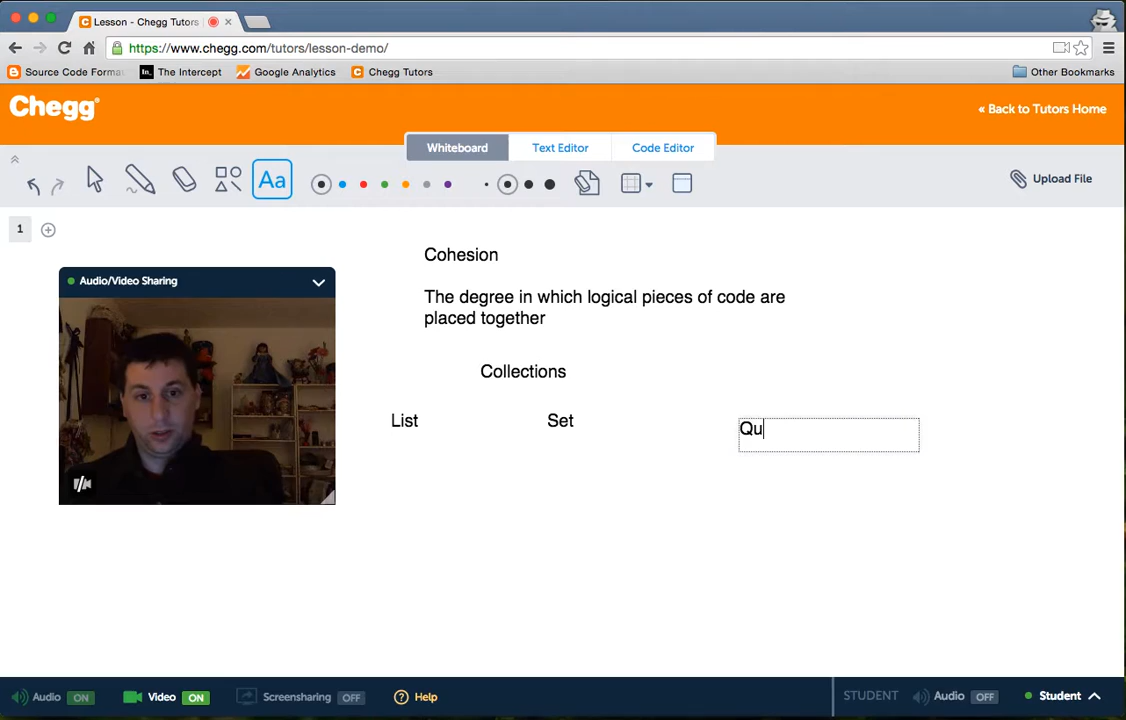 Lesson - Chegg Tutors
https://www.chegg.com/tutors/lesson-demo/
Source Code Forma
The Intercept
Google Analytics
Chegg Tutors
Other Bookmarks
Chegg
« Back to Tutors Home
Whiteboard
Text Editor
Code Editor
Aa
Upload File
1
Audio/Video Sharing
Cohesion
The degree in which logical pieces of code are
placed together
Collections
List
Set
Qu
Audio ON
Video ON
Screensharing OFF
Help
STUDENT
Audio OFF
Student